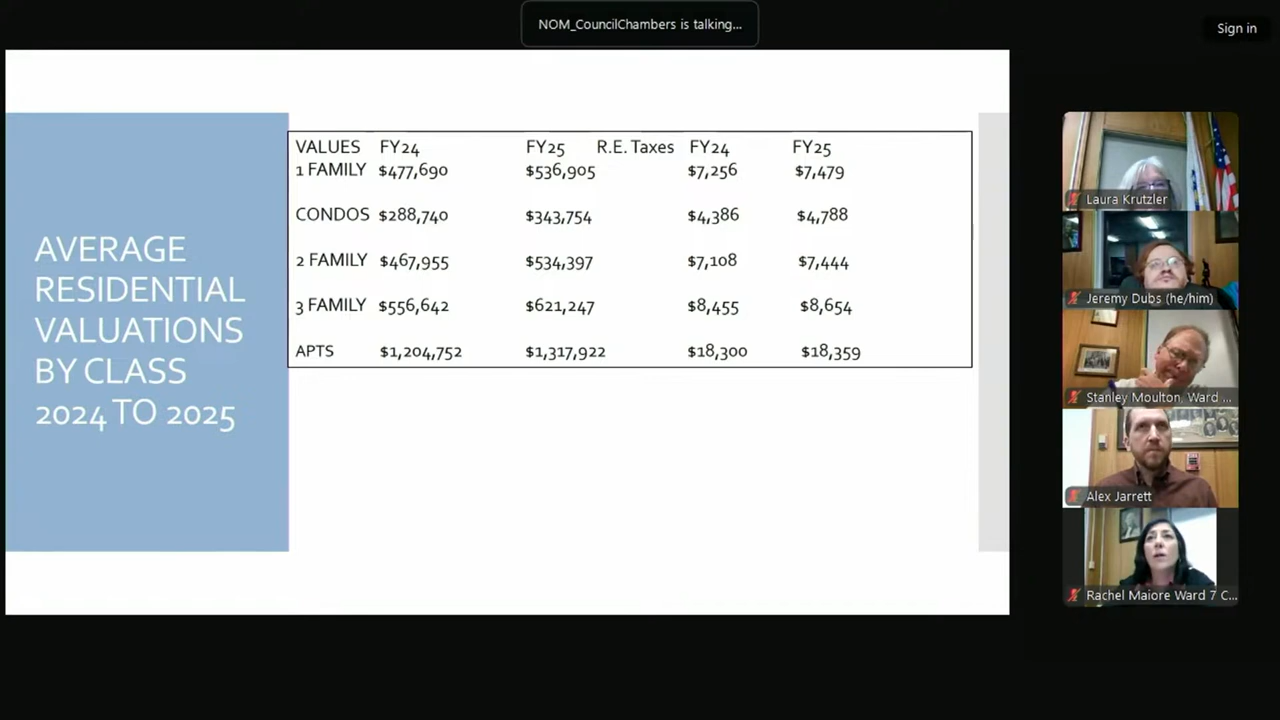 NOM_CouncilChambers is talking...
Sign in
AVERAGE
RESIDENTIAL
VALUATIONS
BY CLASS
2024 TO 2025
VALUES FY24 FY25 R.E. Taxes FY24 FY25
1 FAMILY $477,690 $536,905 $7,256 $7,479
CONDOS $288,740 $343,754 $4,386 $4,788
2 FAMILY $467,955 $534,397 $7,108 $7,444
3 FAMILY $556,642 $621,247 $8,455 $8,654
APTS $1,204,752 $1,317,922 $18,300 $18,359
Laura Krutzler
Jeremy Dubs (he/him)
Stanley Moulton, Ward ...
Alex Jarrett
Rachel Maiore Ward 7 C...